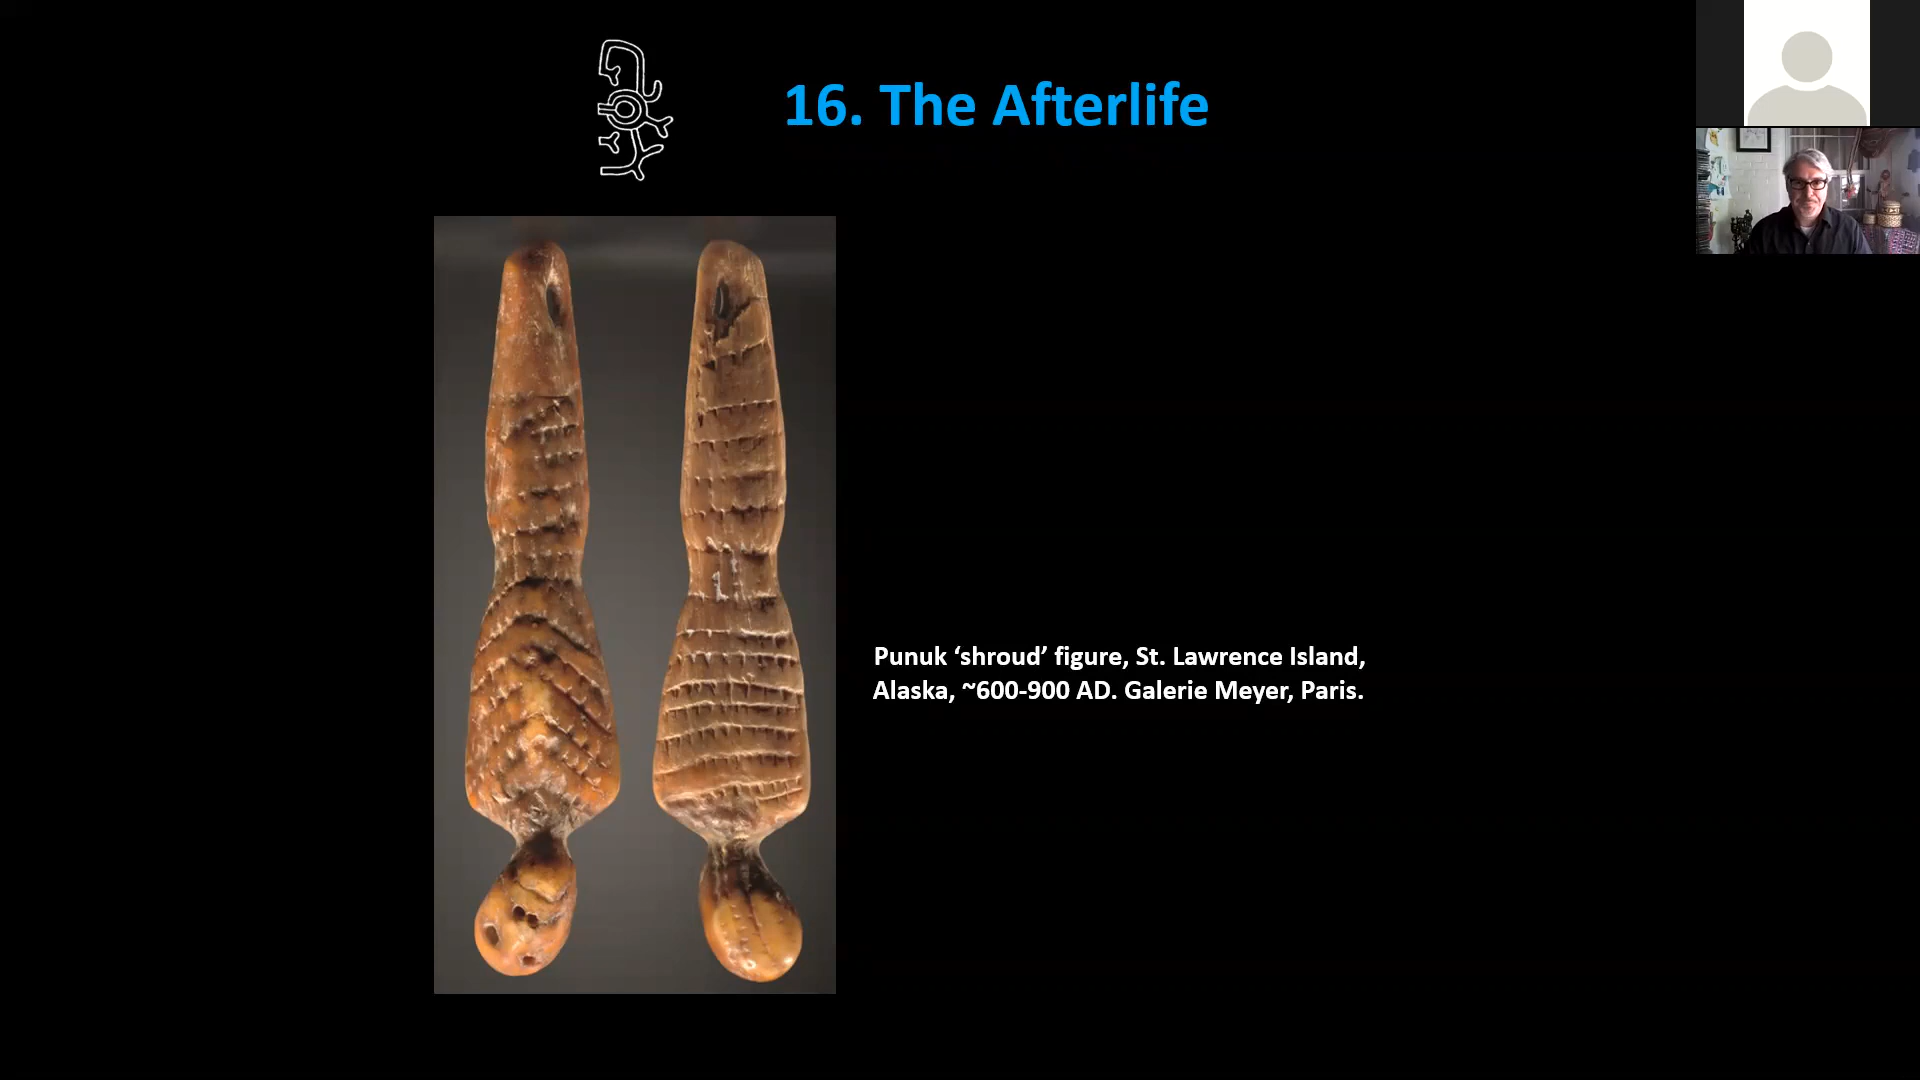 16. The Afterlife
Punuk ‘shroud’ figure, St. Lawrence Island,
Alaska, ~600-900 AD. Galerie Meyer, Paris.